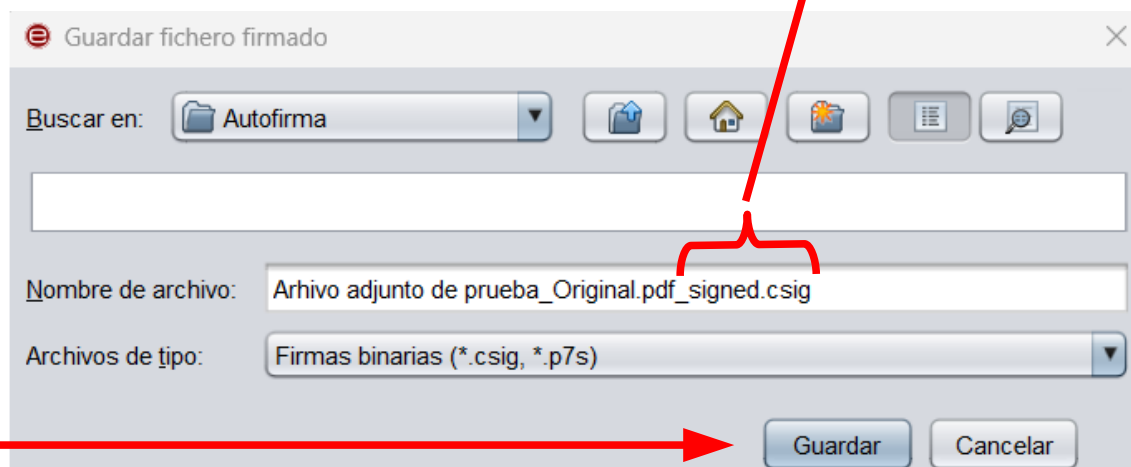 Guardar fichero firmado
Buscar en: Autofirma
Nombre de archivo: Arhivo adjunto de prueba_Original.pdf_signed.csig
Archivos de tipo: Firmas binarias (*.csig, *.p7s)
Guardar Cancelar